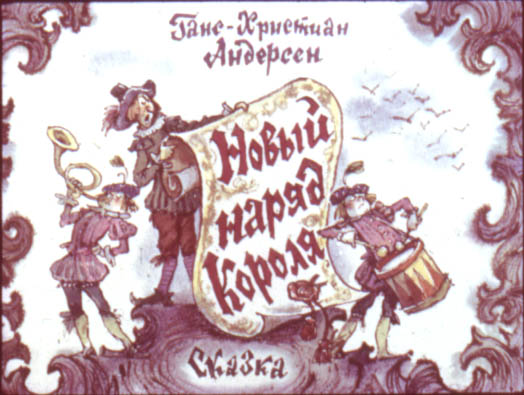 Ганс-Христиан
Андерсен
Новый
наряд
Короля
Сказка